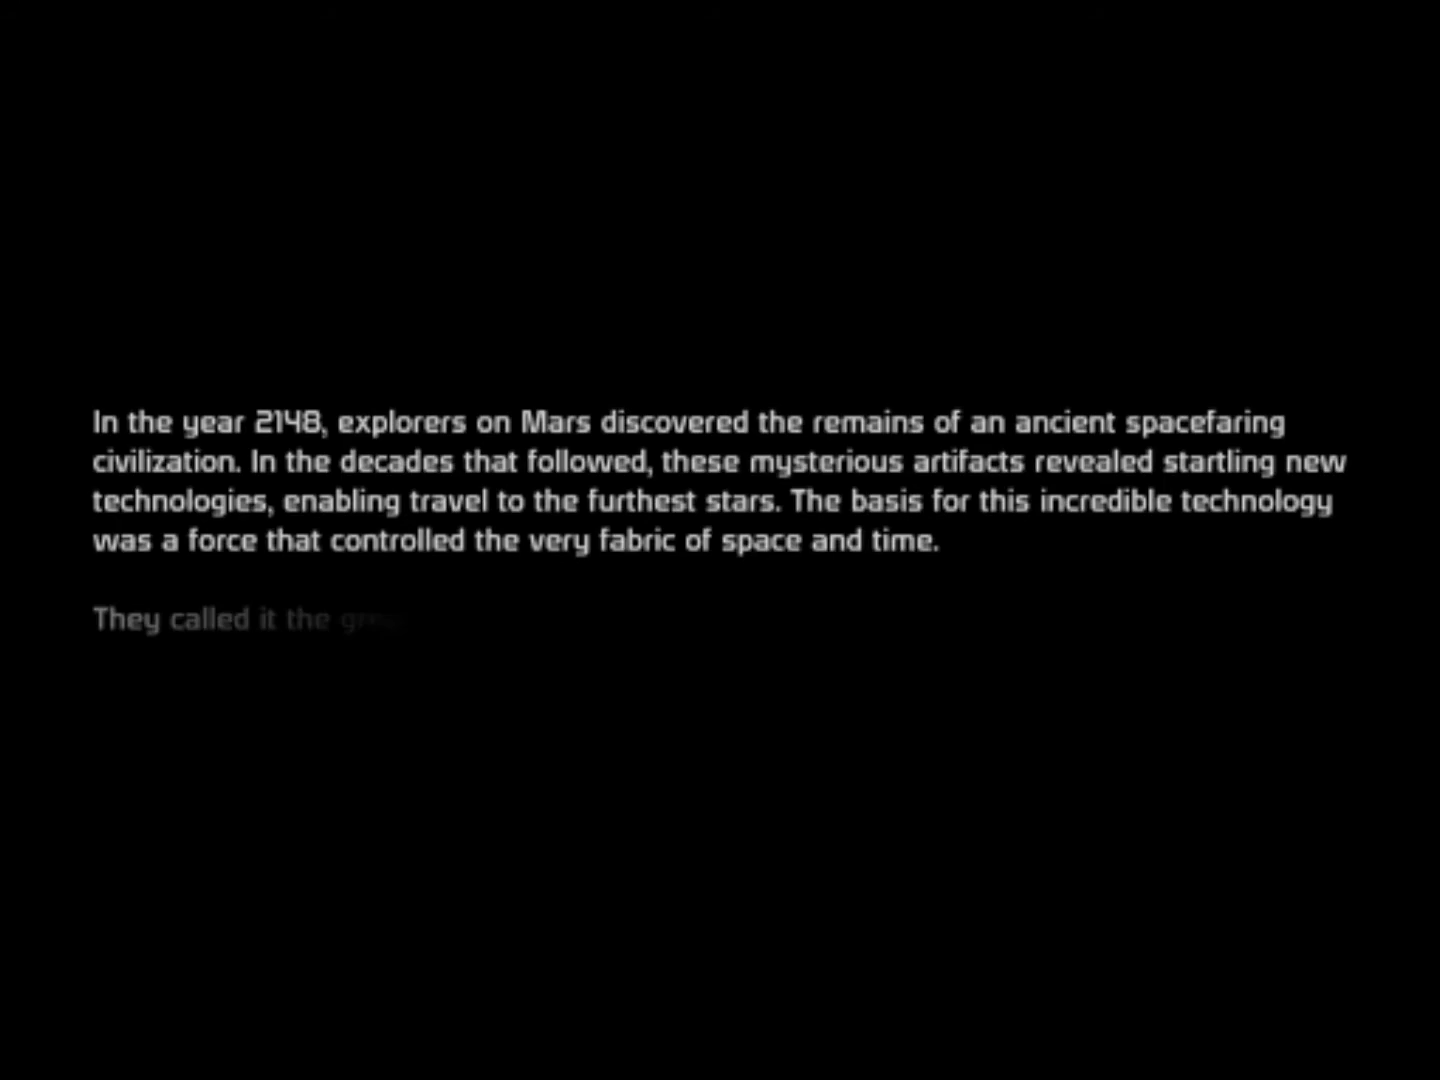 In the year 2148, explorers on Mars discovered the remains of an ancient spacefaring
civilization. In the decades that followed, these mysterious artifacts revealed startling new
technologies, enabling travel to the furthest stars. The basis for this incredible technology
was a force that controlled the very fabric of space and time.
They called it the